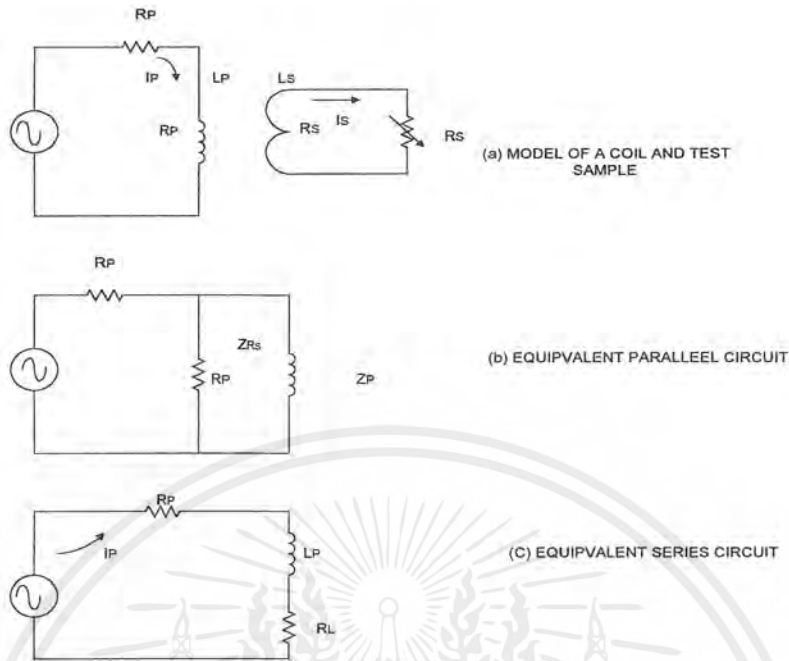 RP
IP
LP
RP
LS
RS
IS
RS
(a) MODEL OF A COIL AND TEST
SAMPLE
RP
ZRS
RP
ZP
(b) EQUIPVALENT PARALLEEL CIRCUIT
RP
IP
LP
RL
(C) EQUIPVALENT SERIES CIRCUIT